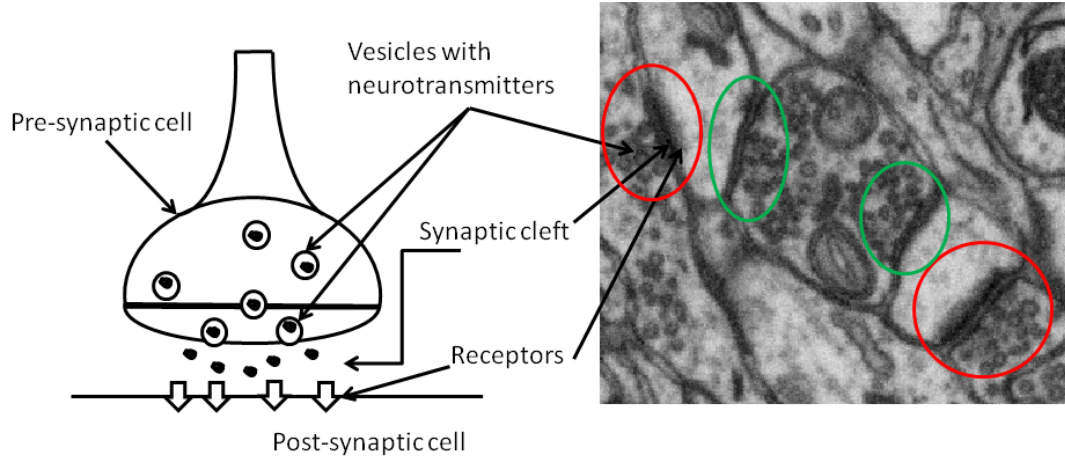 Vesicles with
neurotransmitters
Pre-synaptic cell
Synaptic cleft
Receptors
Post-synaptic cell